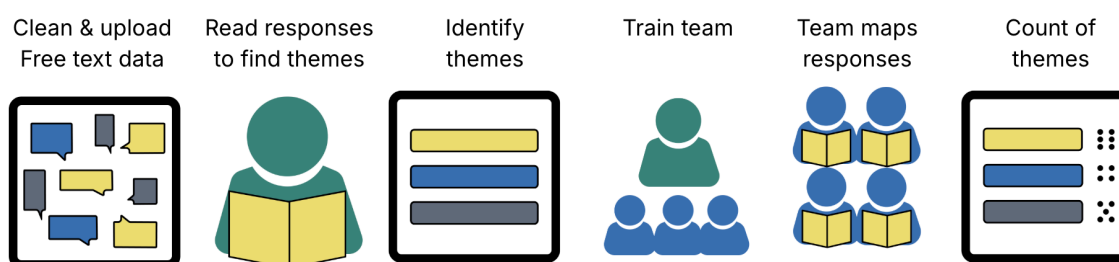 Clean & upload
Free text data
Read responses
to find themes
Identify
themes
Train team
Team maps
responses
Count of
themes